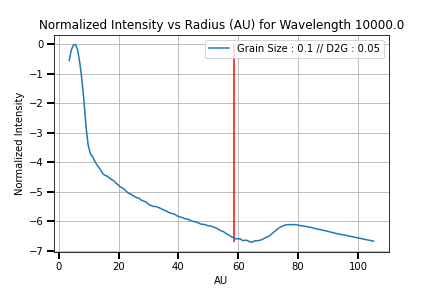 Normalized Intensity vs Radius (AU) for Wavelength 10000.0
Grain Size : 0.1 // D2G : 0.05
Normalized Intensity
0
−1
−2
−3
−4
−5
−6
−7
0 20 40 60 80 100
AU